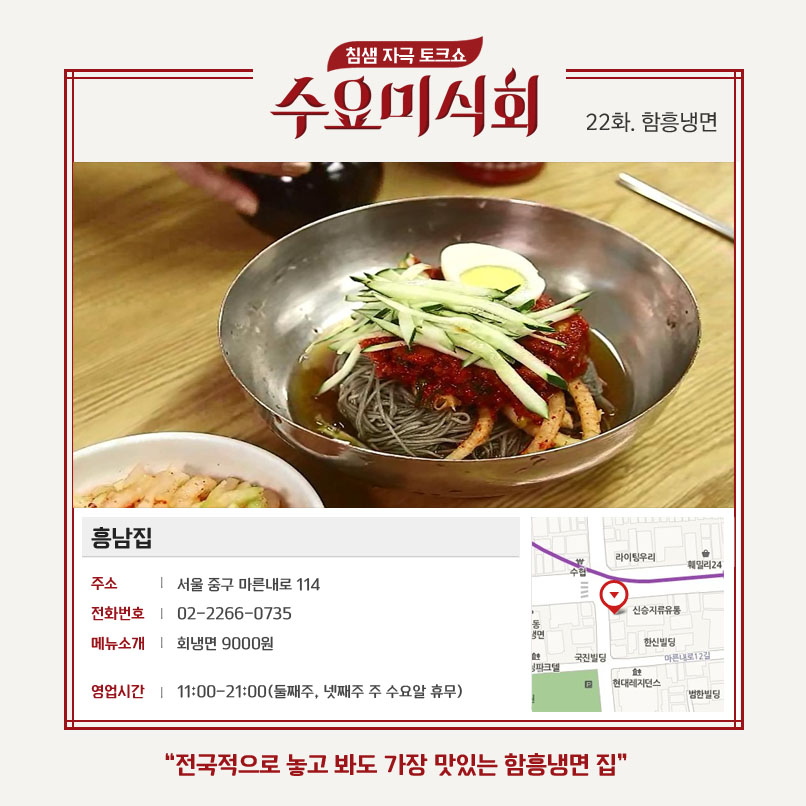 침샘 자극 토크쇼
수요미식회
22화. 함흥냉면
흥남집
주소 | 서울 중구 마른내로 114
전화번호 | 02-2266-0735
메뉴소개 | 회냉면 9000원
영업시간 | 11:00-21:00(둘째주, 넷째주 주 수요알 휴무)
라이팅우리
수협
훼밀리24
신승지류유통
동
냉면
한신빌딩
국진빌딩
마른내로12길
링파크텔
현대레지던스
P
범한빌딩
“전국적으로 놓고 봐도 가장 맛있는 함흥냉면 집”